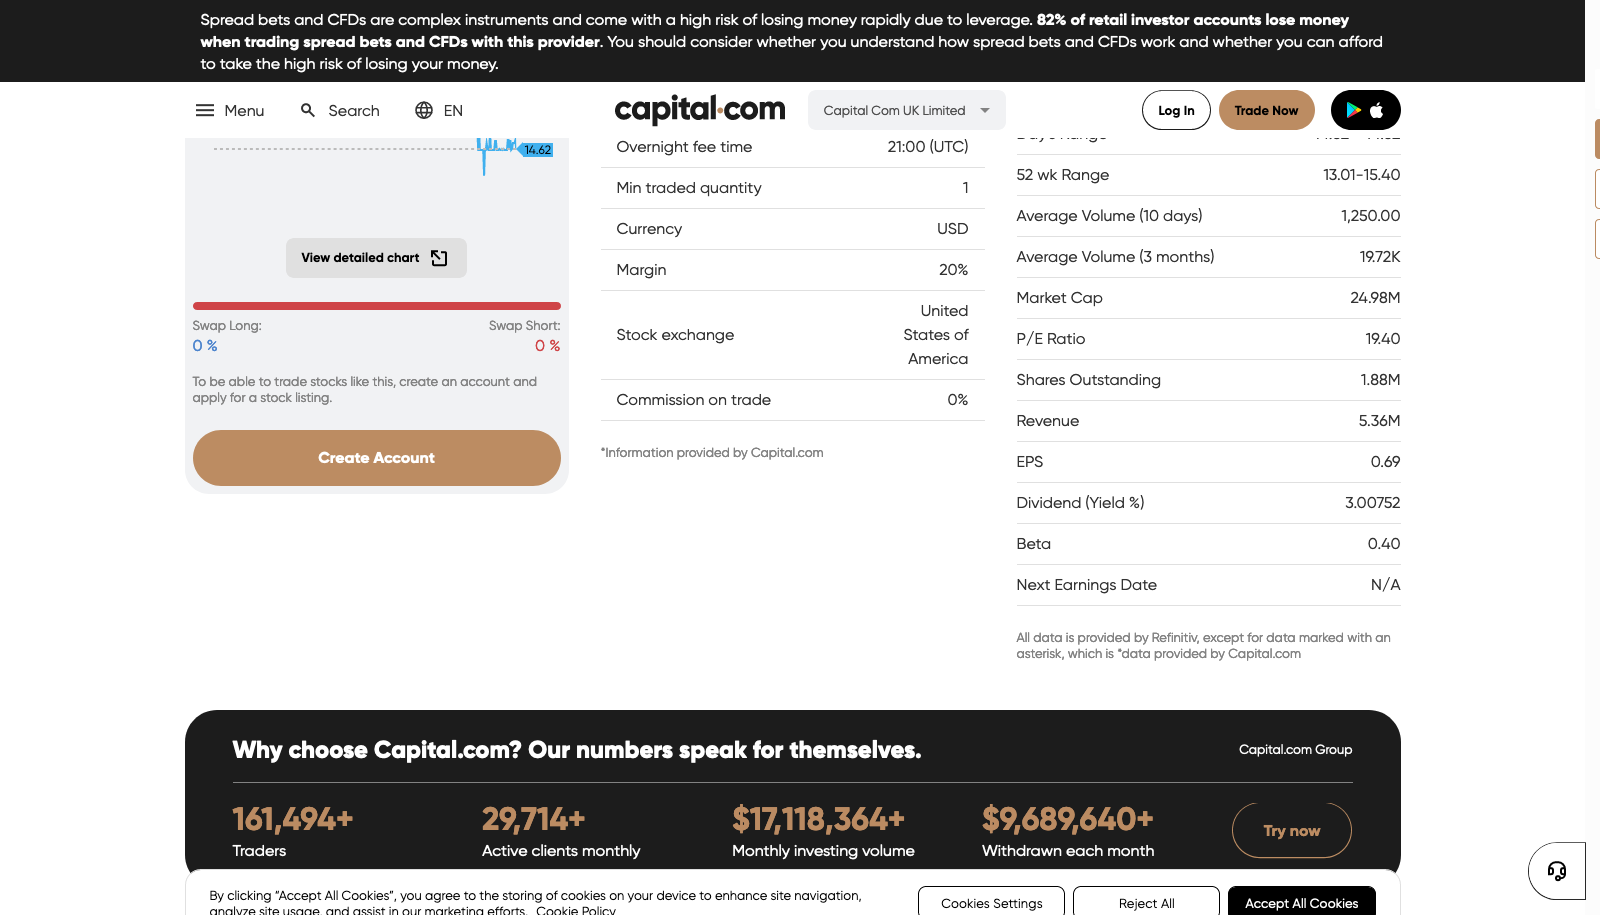 Spread bets and CFDs are complex instruments and come with a high risk of losing money rapidly due to leverage. 82% of retail investor accounts lose money
when trading spread bets and CFDs with this provider. You should consider whether you understand how spread bets and CFDs work and whether you can afford
to take the high risk of losing your money.
Menu
Search
EN
capital.com
Capital Com UK Limited
Log In
Trade Now
14.62
View detailed chart
Swap Long:
Swap Short:
0 %
0 %
To be able to trade stocks like this, create an account and
apply for a stock listing.
Create Account
Overnight fee time 21:00 (UTC)
Min traded quantity 1
Currency USD
Margin 20%
Stock exchange United
States of
America
Commission on trade 0%
*Information provided by Capital.com
52 wk Range 13.01-15.40
Average Volume (10 days) 1,250.00
Average Volume (3 months) 19.72K
Market Cap 24.98M
P/E Ratio 19.40
Shares Outstanding 1.88M
Revenue 5.36M
EPS 0.69
Dividend (Yield %) 3.00752
Beta 0.40
Next Earnings Date N/A
All data is provided by Refinitiv, except for data marked with an
asterisk, which is *data provided by Capital.com
Why choose Capital.com? Our numbers speak for themselves.
Capital.com Group
161,494+
Traders
29,714+
Active clients monthly
$17,118,364+
Monthly investing volume
$9,689,640+
Withdrawn each month
Try now
By clicking “Accept All Cookies”, you agree to the storing of cookies on your device to enhance site navigation,
analyze site usage, and assist in our marketing efforts. Cookie Policy
Cookies Settings
Reject All
Accept All Cookies